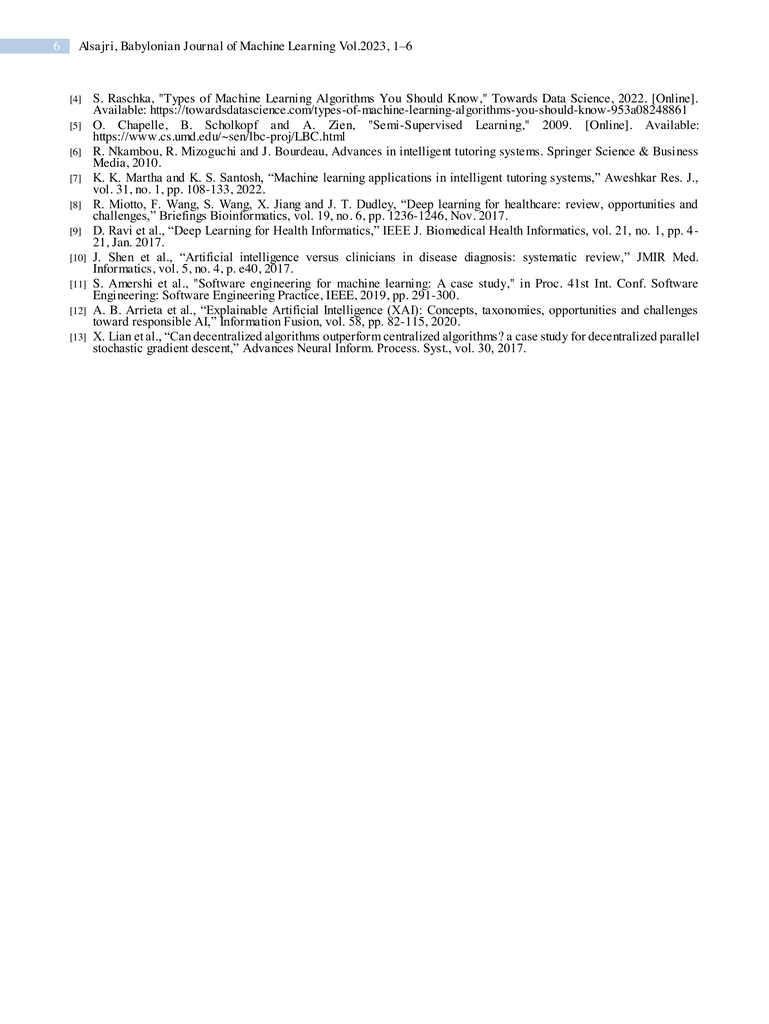 6 Alsajri, Babylonian Journal of Machine Learning Vol.2023, 1–6
[4] S. Raschka, "Types of Machine Learning Algorithms You Should Know," Towards Data Science, 2022. [Online].
Available: https://towardsdatascience.com/types-of-machine-learning-algorithms-you-should-know-953a08248861
[5] O. Chapelle, B. Scholkopf and A. Zien, "Semi-Supervised Learning," 2009. [Online]. Available:
https://www.cs.umd.edu/~sen/lbc-proj/LBC.html
[6] R. Nkambou, R. Mizoguchi and J. Bourdeau, Advances in intelligent tutoring systems. Springer Science & Business
Media, 2010.
[7] K. K. Martha and K. S. Santosh, “Machine learning applications in intelligent tutoring systems,” Aweshkar Res. J.,
vol. 31, no. 1, pp. 108-133, 2022.
[8] R. Miotto, F. Wang, S. Wang, X. Jiang and J. T. Dudley, “Deep learning for healthcare: review, opportunities and
challenges,” Briefings Bioinformatics, vol. 19, no. 6, pp. 1236-1246, Nov. 2017.
[9] D. Ravi et al., “Deep Learning for Health Informatics,” IEEE J. Biomedical Health Informatics, vol. 21, no. 1, pp. 4-
21, Jan. 2017.
[10] J. Shen et al., “Artificial intelligence versus clinicians in disease diagnosis: systematic review,” JMIR Med.
Informatics, vol. 5, no. 4, p. e40, 2017.
[11] S. Amershi et al., "Software engineering for machine learning: A case study," in Proc. 41st Int. Conf. Software
Engineering: Software Engineering Practice, IEEE, 2019, pp. 291-300.
[12] A. B. Arrieta et al., “Explainable Artificial Intelligence (XAI): Concepts, taxonomies, opportunities and challenges
toward responsible AI,” Information Fusion, vol. 58, pp. 82-115, 2020.
[13] X. Lian et al., “Can decentralized algorithms outperform centralized algorithms? a case study for decentralized parallel
stochastic gradient descent,” Advances Neural Inform. Process. Syst., vol. 30, 2017.